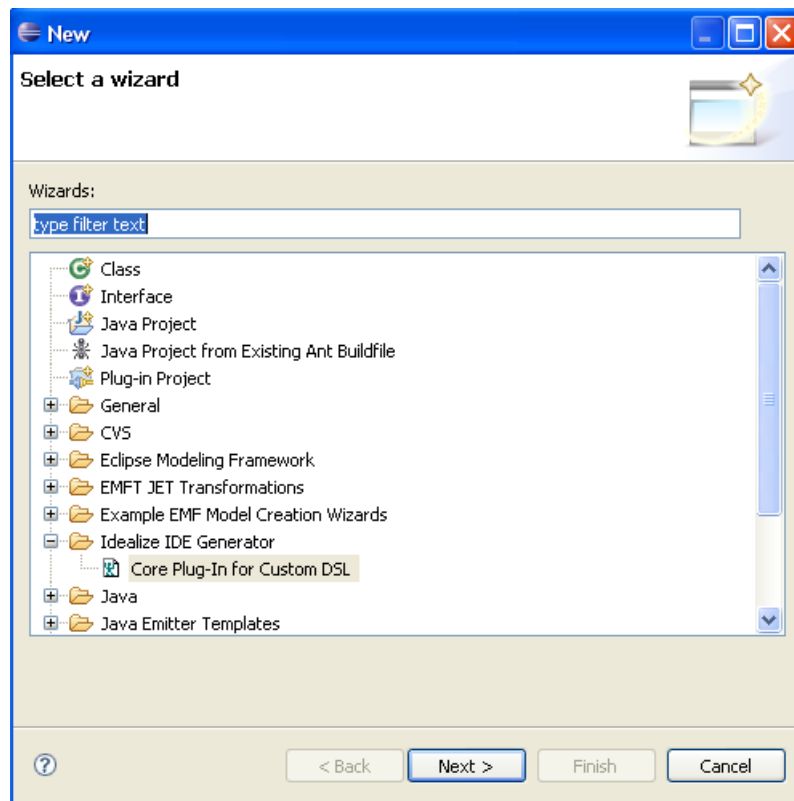 New
Select a wizard
Wizards:
type filter text
Class
Interface
Java Project
Java Project from Existing Ant Buildfile
Plug-in Project
General
CVS
Eclipse Modeling Framework
EMFT JET Transformations
Example EMF Model Creation Wizards
Idealize IDE Generator
Core Plug-In for Custom DSL
Java
Java Emitter Templates
< Back Next > Finish Cancel